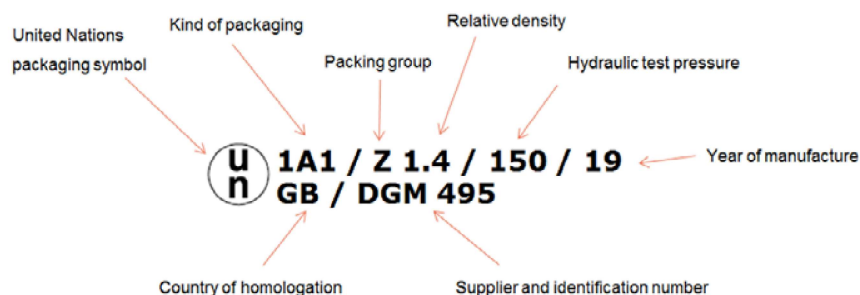 United Nations
packaging symbol
Kind of packaging
Packing group
Relative density
Hydraulic test pressure
Year of manufacture
u
n
1A1 / Z 1.4 / 150 / 19
GB / DGM 495
Country of homologation
Supplier and identification number